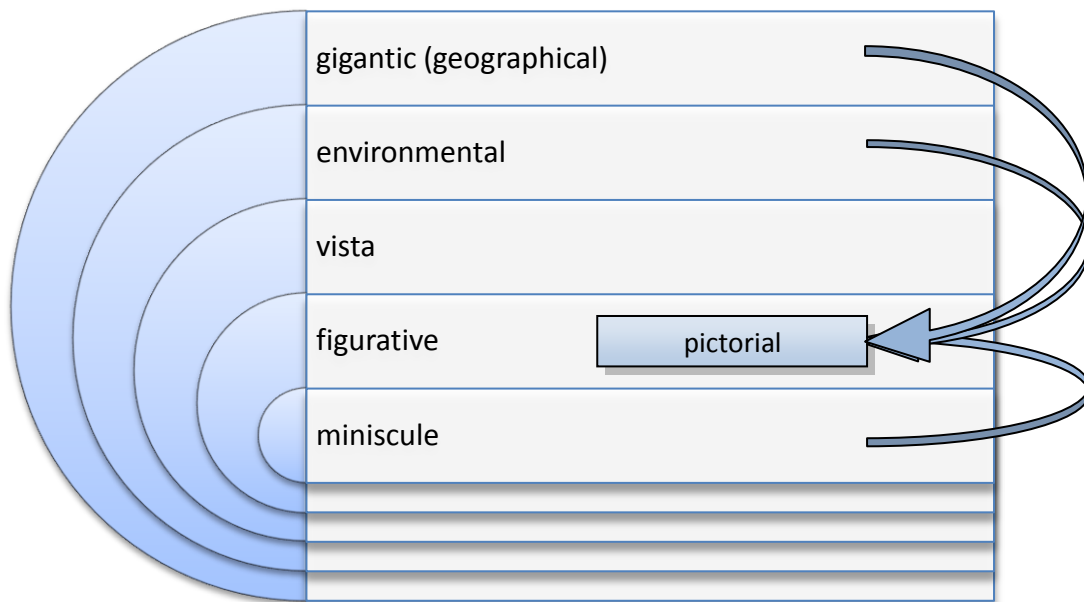 gigantic (geographical)
environmental
vista
figurative
pictorial
miniscule